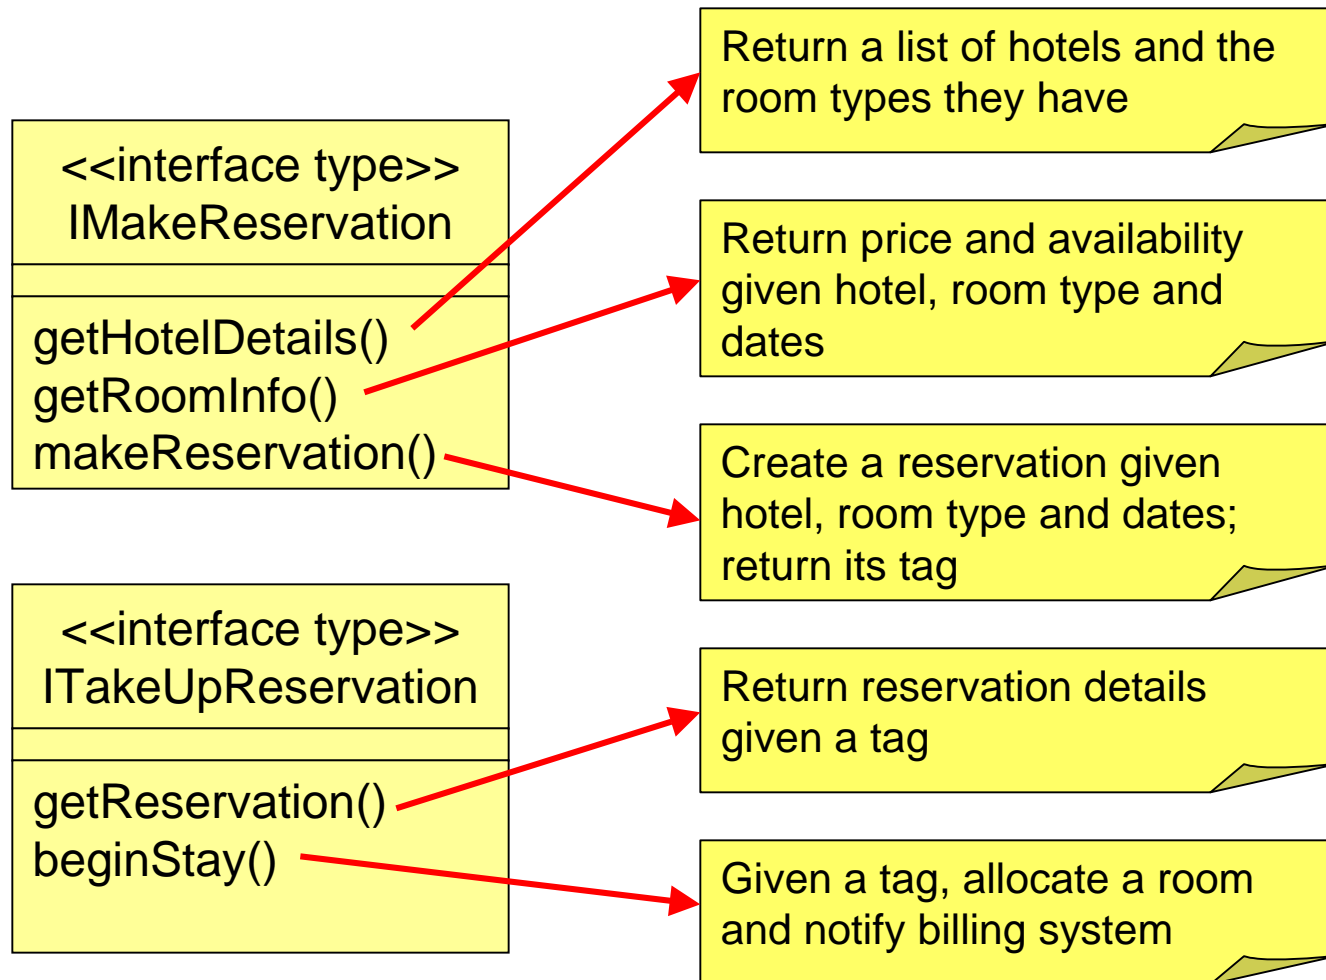 <<interface type>>
IMakeReservation
getHotelDetails()
getRoomInfo()
makeReservation()
<<interface type>>
ITakeUpReservation
getReservation()
beginStay()
Return a list of hotels and the
room types they have
Return price and availability
given hotel, room type and
dates
Create a reservation given
hotel, room type and dates;
return its tag
Return reservation details
given a tag
Given a tag, allocate a room
and notify billing system